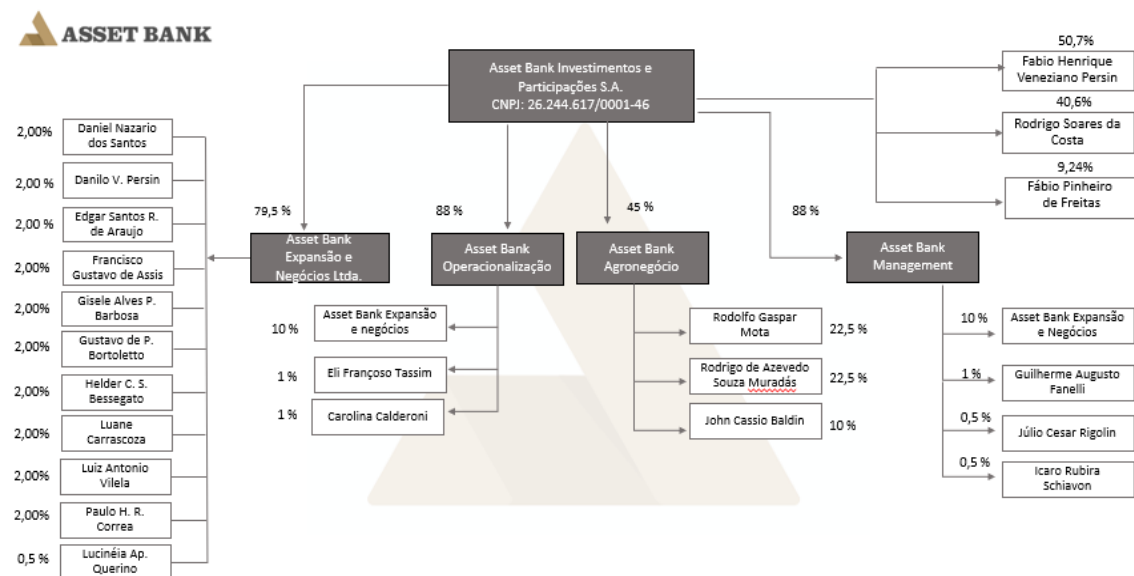 ASSET BANK
Asset Bank Investimentos e
Participações S.A.
CNPJ: 26.244.617/0001-46
50,7%
Fabio Henrique
Veneziano Persin
40,6%
Rodrigo Soares da
Costa
9,24%
Fábio Pinheiro
de Freitas
2,00%
Daniel Nazario
dos Santos
2,00 %
Danilo V. Persin
2,00 %
Edgar Santos R.
de Araujo
2,00%
Francisco
Gustavo de Assis
2,00%
Gisele Alves P.
Barbosa
2,00%
Gustavo de P.
Bortoletto
2,00%
Helder C. S.
Bessegato
2,00%
Luane
Carrascoza
2,00%
Luiz Antonio
Vilela
2,00%
Paulo H. R.
Correa
0,5 %
Lucinéia Ap.
Querino
79,5 %
Asset Bank
Expansão e
Negócios Ltda.
88 %
Asset Bank
Operacionalização
10 %
Asset Bank Expansão
e negócios
1 %
Eli Françoso Tassim
1 %
Carolina Calderoni
45 %
Asset Bank
Agronegócio
Rodolfo Gaspar
Mota
22,5 %
Rodrigo de Azevedo
Souza Muradás
22,5 %
John Cassio Baldin
10 %
88 %
Asset Bank
Management
10 %
Asset Bank Expansão
e Negócios
1 %
Guilherme Augusto
Fanelli
0,5 %
Júlio Cesar Rigolin
0,5 %
Icaro Rubira
Schiavon